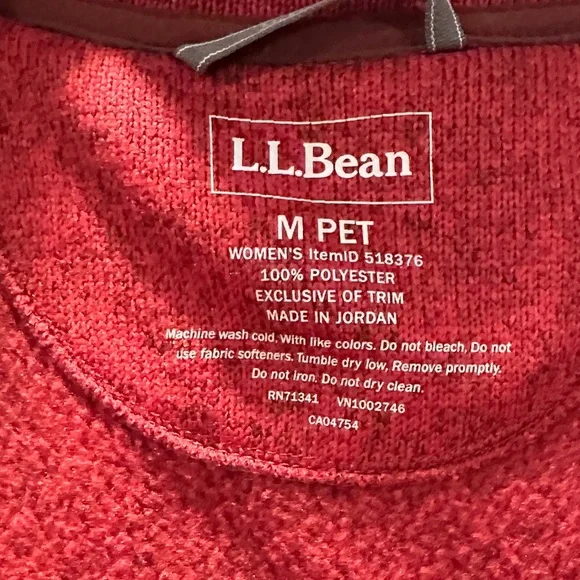 L.L.Bean
M PET
WOMEN'S ItemID 518376
100% POLYESTER
EXCLUSIVE OF TRIM
MADE IN JORDAN
Machine wash cold. With like colors. Do not bleach, Do not
use fabric softeners. Tumble dry low, Remove promptly.
Do not iron. Do not dry clean.
RN71341 VN1002746
CA04754